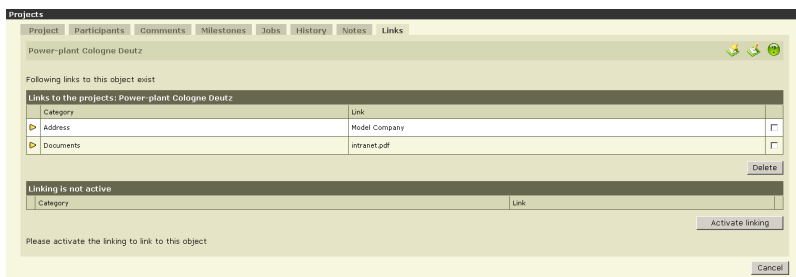 Projects
Project Participants Comments Milestones Jobs History Notes Links
Power-plant Cologne Deutz
Following links to this object exist
Links to the projects: Power-plant Cologne Deutz
Category Link
Address Model Company
Documents intranet.pdf
Delete
Linking is not active
Category Link
Activate linking
Please activate the linking to link to this object
Cancel